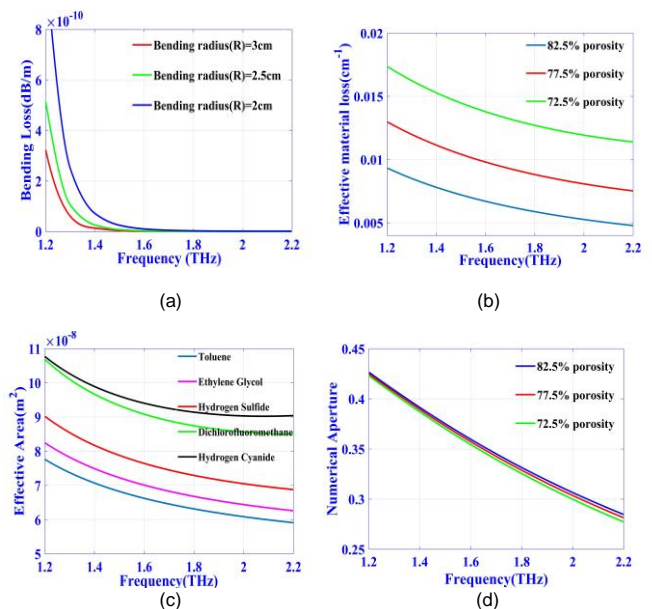 ×10⁻¹⁰
8
6
4
2
0
Bending Loss(dB/m)
Bending radius(R)=3cm
Bending radius(R)=2.5cm
Bending radius(R)=2cm
1.2 1.4 1.6 1.8 2 2.2
Frequency (THz)
(a)
0.02
0.015
0.01
0.005
Effective material loss(cm⁻¹)
82.5% porosity
77.5% porosity
72.5% porosity
1.2 1.4 1.6 1.8 2 2.2
Frequency(THz)
(b)
×10⁻⁸
11
10
9
8
7
6
5
Effective Area(m²)
Toluene
Ethylene Glycol
Hydrogen Sulfide
Dichlorofluoromethane
Hydrogen Cyanide
1.2 1.4 1.6 1.8 2 2.2
Frequency(THz)
(c)
0.45
0.4
0.35
0.3
0.25
Numerical Aperture
82.5% porosity
77.5% porosity
72.5% porosity
1.2 1.4 1.6 1.8 2 2.2
Frequency(THz)
(d)